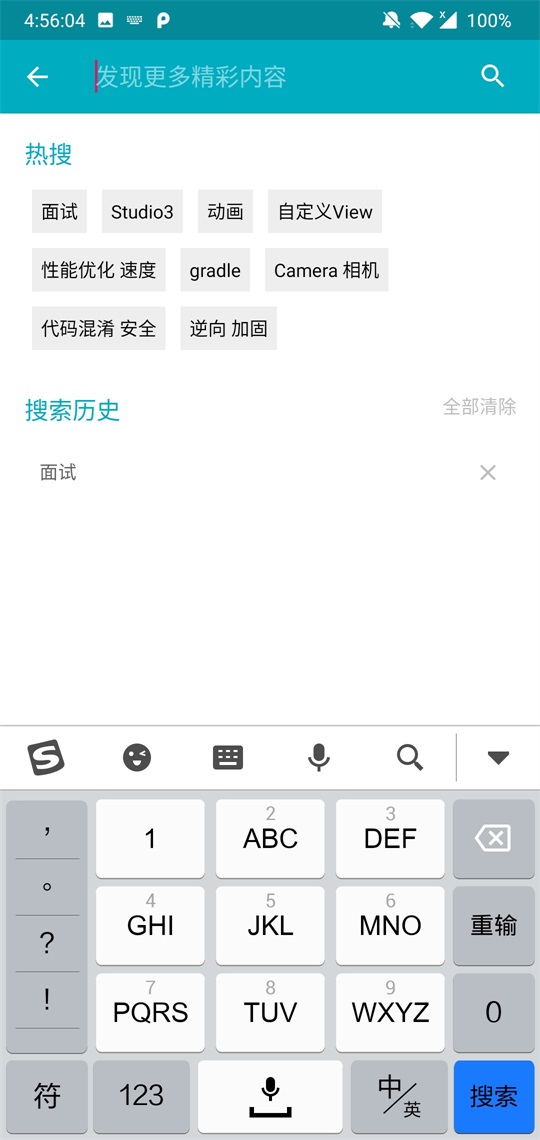 4:56:04 100%
发现更多精彩内容
热搜
面试 Studio3 动画 自定义View
性能优化 速度 gradle Camera 相机
代码混淆 安全 逆向 加固
搜索历史 全部清除
面试
， 1 2 ABC 3 DEF
。 4 GHI 5 JKL 6 MNO 重输
？
！ 7 PQRS 8 TUV 9 WXYZ 0
符 123 中/英 搜索